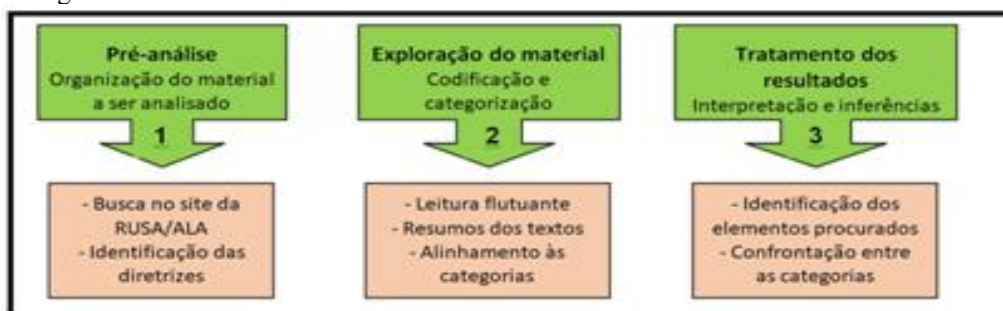 Pré-análise
Organização do material
a ser analisado
1
- Busca no site da
RUSA/ALA
- Identificação das
diretrizes
Exploração do material
Codificação e
categorização
2
- Leitura flutuante
- Resumos dos textos
- Alinhamento às
categorias
Tratamento dos
resultados
Interpretação e inferências
3
- Identificação dos
elementos procurados
- Confrontação entre
as categorias